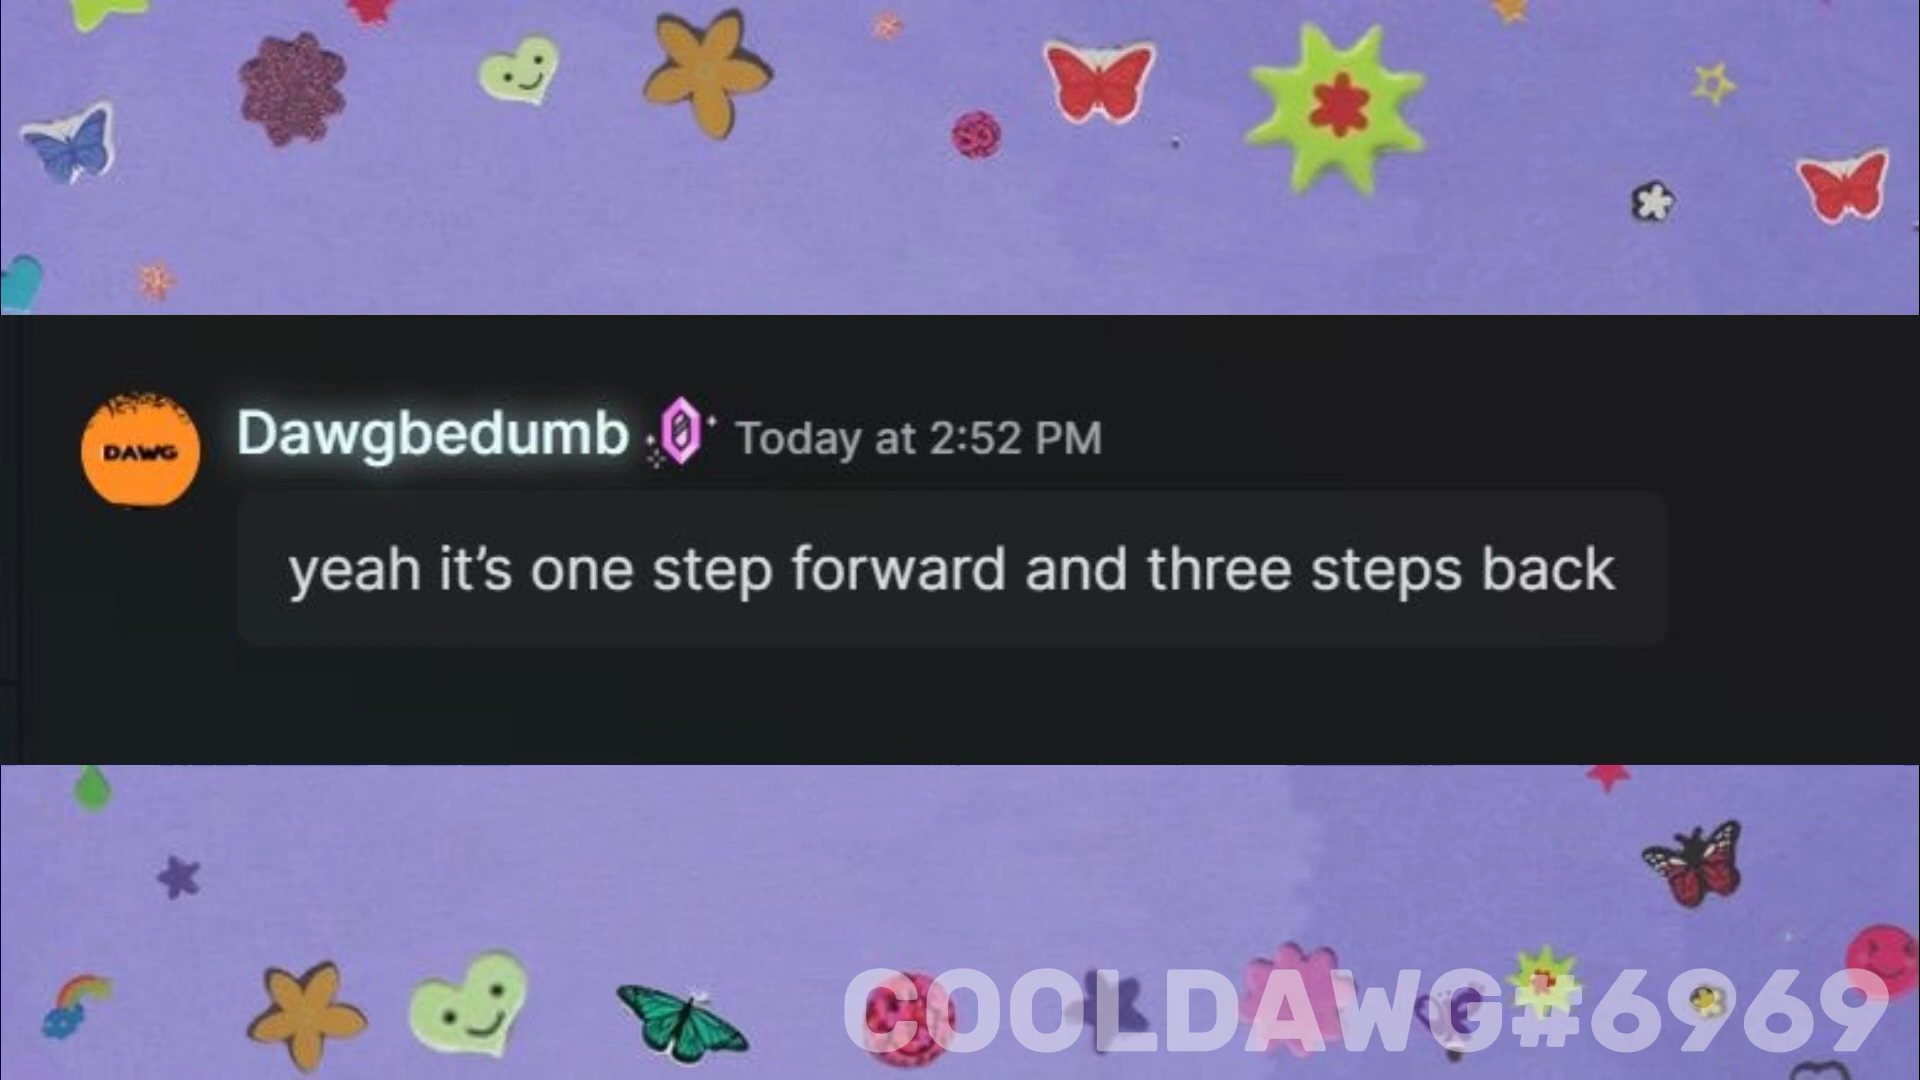 DAWG
Dawgbedumb Today at 2:52 PM
yeah it’s one step forward and three steps back
COOLDAWG#6969